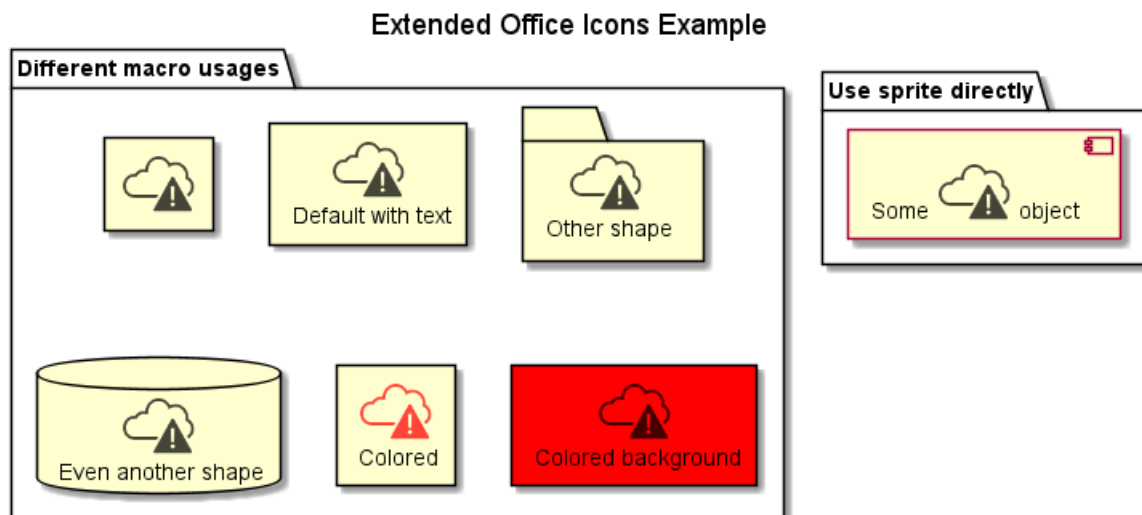 Extended Office Icons Example
Different macro usages
Use sprite directly
Default with text
Other shape
Some object
Even another shape
Colored
Colored background